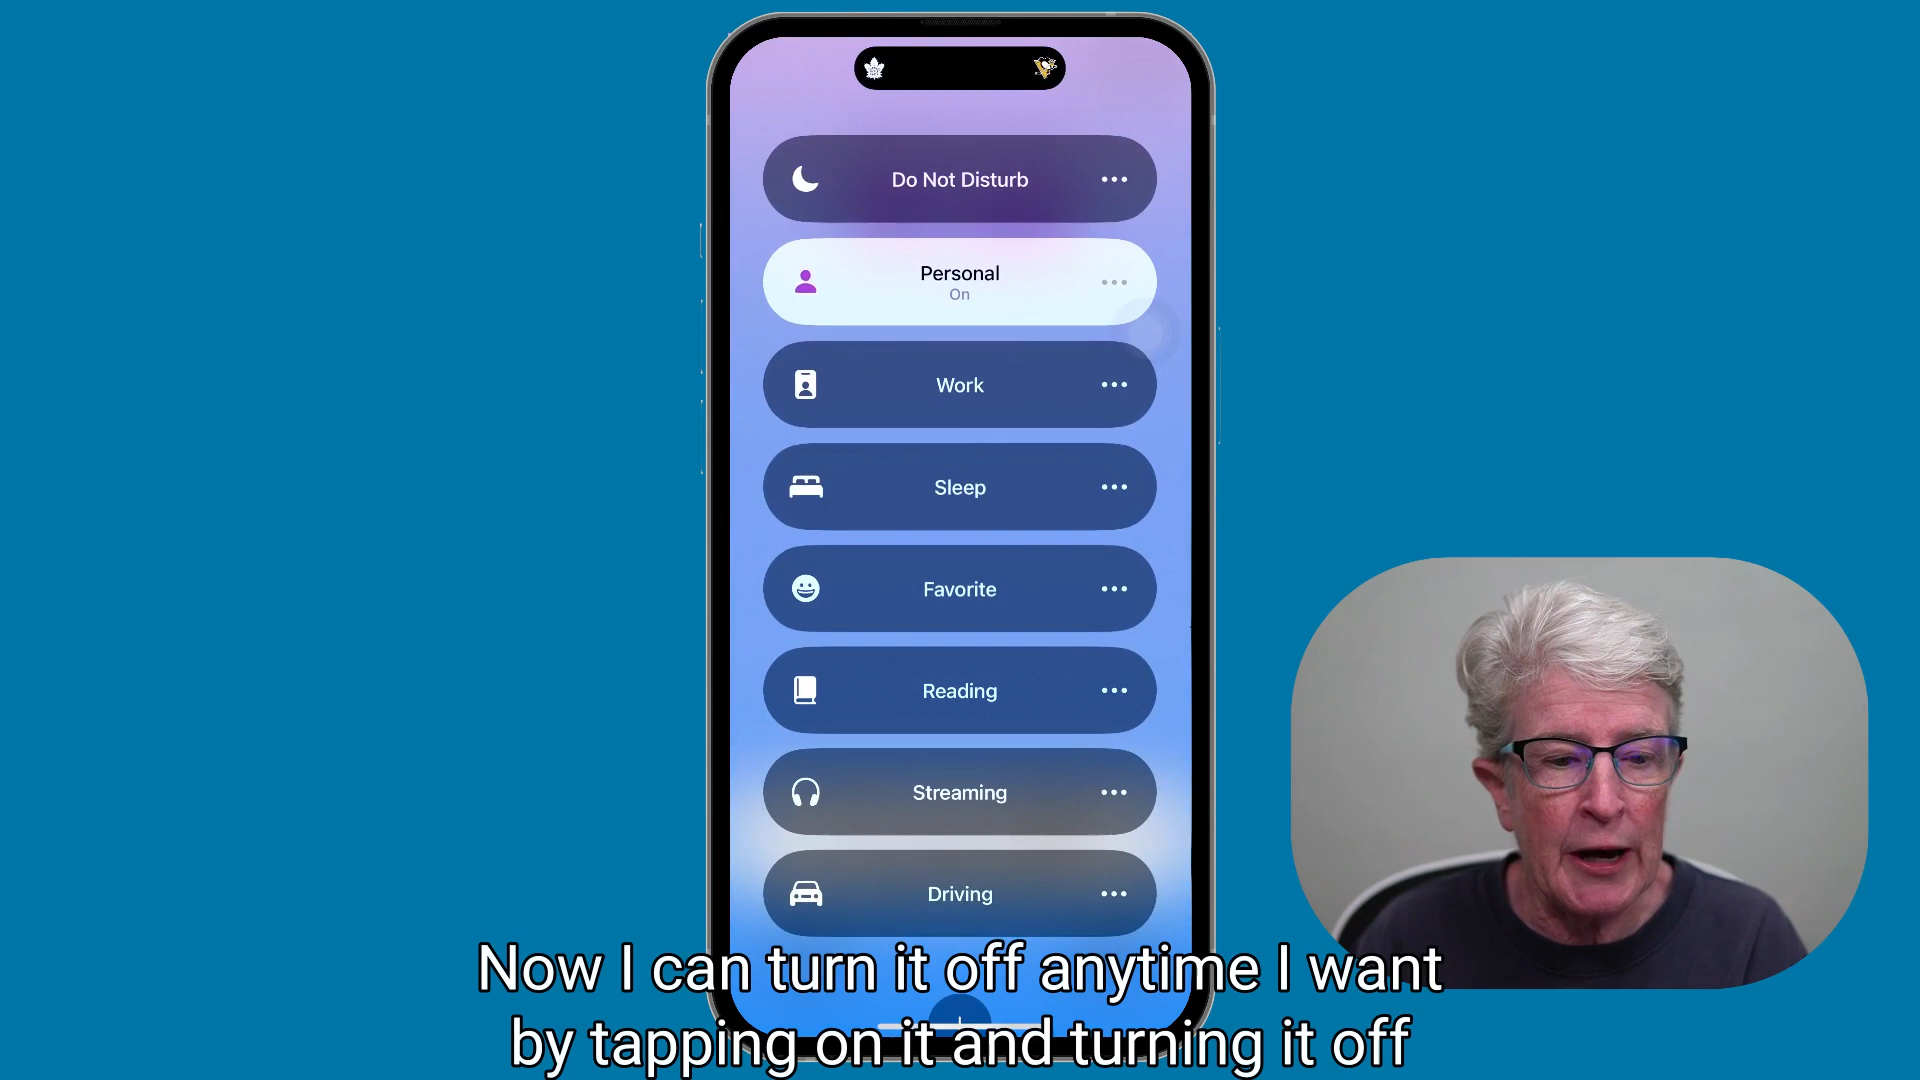 Do Not Disturb
Personal
On
Work
Sleep
Favorite
Reading
Streaming
Driving
Now I can turn it off anytime I want
by tapping on it and turning it off